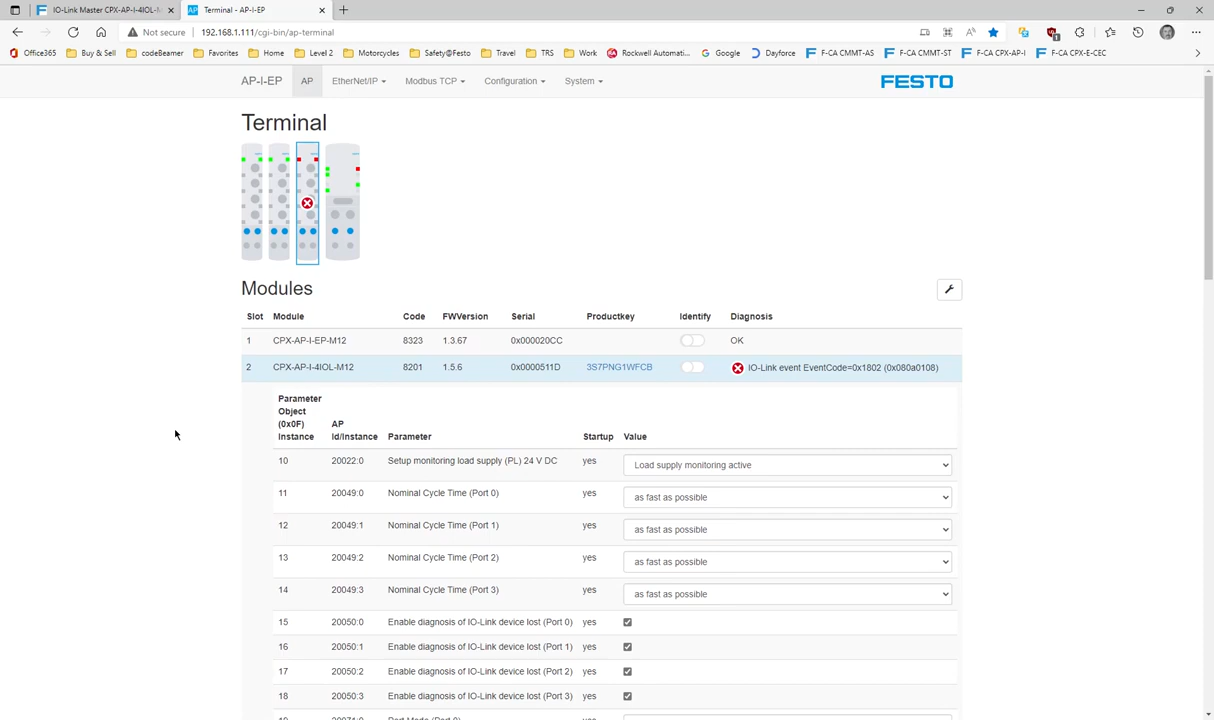 IO-Link Master CPX-AP-I-4IOL-M
Terminal - AP-I-EP
Not secure
192.168.1.111/cgi-bin/ap-terminal
Office365 Buy & Sell codeBeamer Favorites Home Level 2 Motorcycles Safety@Festo Travel TRS Work Rockwell Automati... Google Dayforce F-CA CMMT-AS F-CA CMMT-ST F-CA CPX-AP-I F-CA CPX-E-CEC
AP-I-EP AP EtherNet/IP Modbus TCP Configuration System FESTO
Terminal
Modules
Slot Module Code FWVersion Serial Productkey Identify Diagnosis
1 CPX-AP-I-EP-M12 8323 1.3.67 0x000020CC OK
2 CPX-AP-I-4IOL-M12 8201 1.5.6 0x0000511D 3S7PNG1WFCB IO-Link event EventCode=0x1802 (0x080a0108)
Parameter
Object
(0x0F)
Instance
AP
Id/Instance
Parameter Startup Value
10 20022:0 Setup monitoring load supply (PL) 24 V DC yes Load supply monitoring active
11 20049:0 Nominal Cycle Time (Port 0) yes as fast as possible
12 20049:1 Nominal Cycle Time (Port 1) yes as fast as possible
13 20049:2 Nominal Cycle Time (Port 2) yes as fast as possible
14 20049:3 Nominal Cycle Time (Port 3) yes as fast as possible
15 20050:0 Enable diagnosis of IO-Link device lost (Port 0) yes
16 20050:1 Enable diagnosis of IO-Link device lost (Port 1) yes
17 20050:2 Enable diagnosis of IO-Link device lost (Port 2) yes
18 20050:3 Enable diagnosis of IO-Link device lost (Port 3) yes